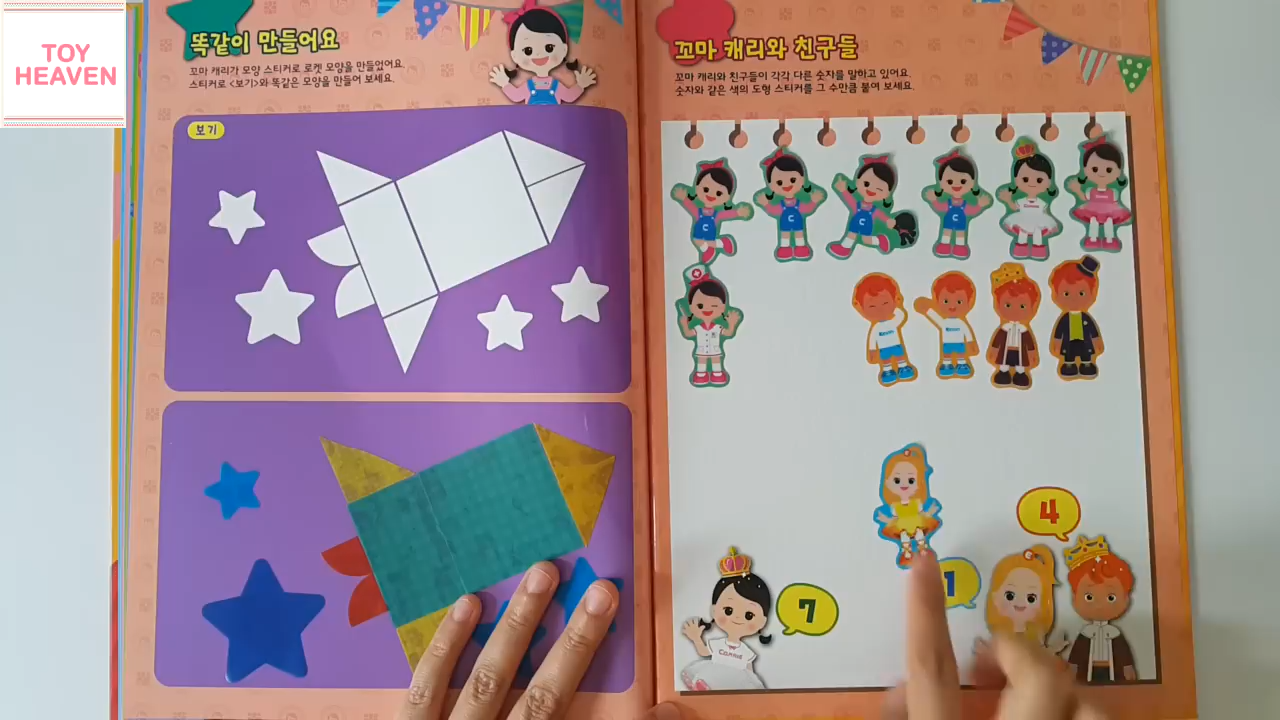 TOY
HEAVEN
똑같이 만들어요
꼬마 캐리가 모양 스티커로 로켓 모양을 만들었어요.
스티커로 <보기>와 똑같은 모양을 만들어 보세요.
보기
꼬마 캐리와 친구들
꼬마 캐리와 친구들이 각각 다른 숫자를 말하고 있어요.
숫자와 같은 색의 도형 스티커를 그 수만큼 붙여 보세요.
C
C
C
C
4
1
7